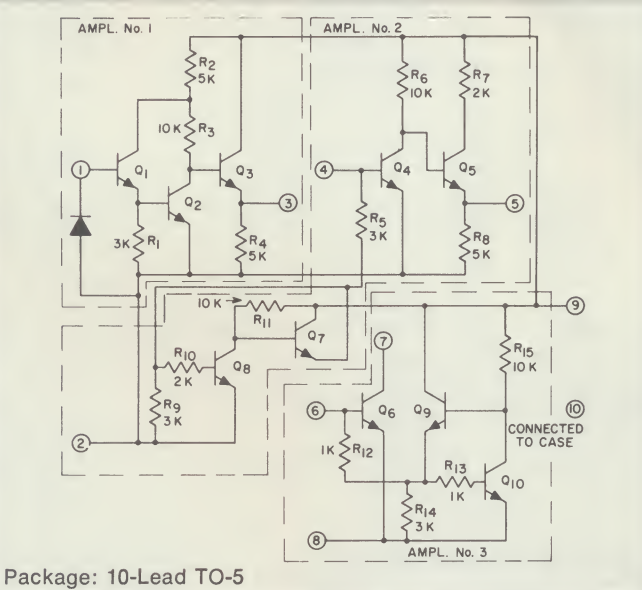 AMPL. No. 1
AMPL. No. 2
R2
5K
R6
10K
R7
2K
10K R3
1
Q1
Q2
Q3
3
4
Q4
Q5
5
3K R1
R4
5K
R5
3K
R8
5K
10K
R11
9
Q7
7
R10
2K
Q8
R15
10K
R9
3K
10
CONNECTED
TO CASE
6
Q6
Q9
2
1K R12
R13
1K
Q10
R14
3K
8
AMPL. No. 3
Package: 10-Lead TO-5